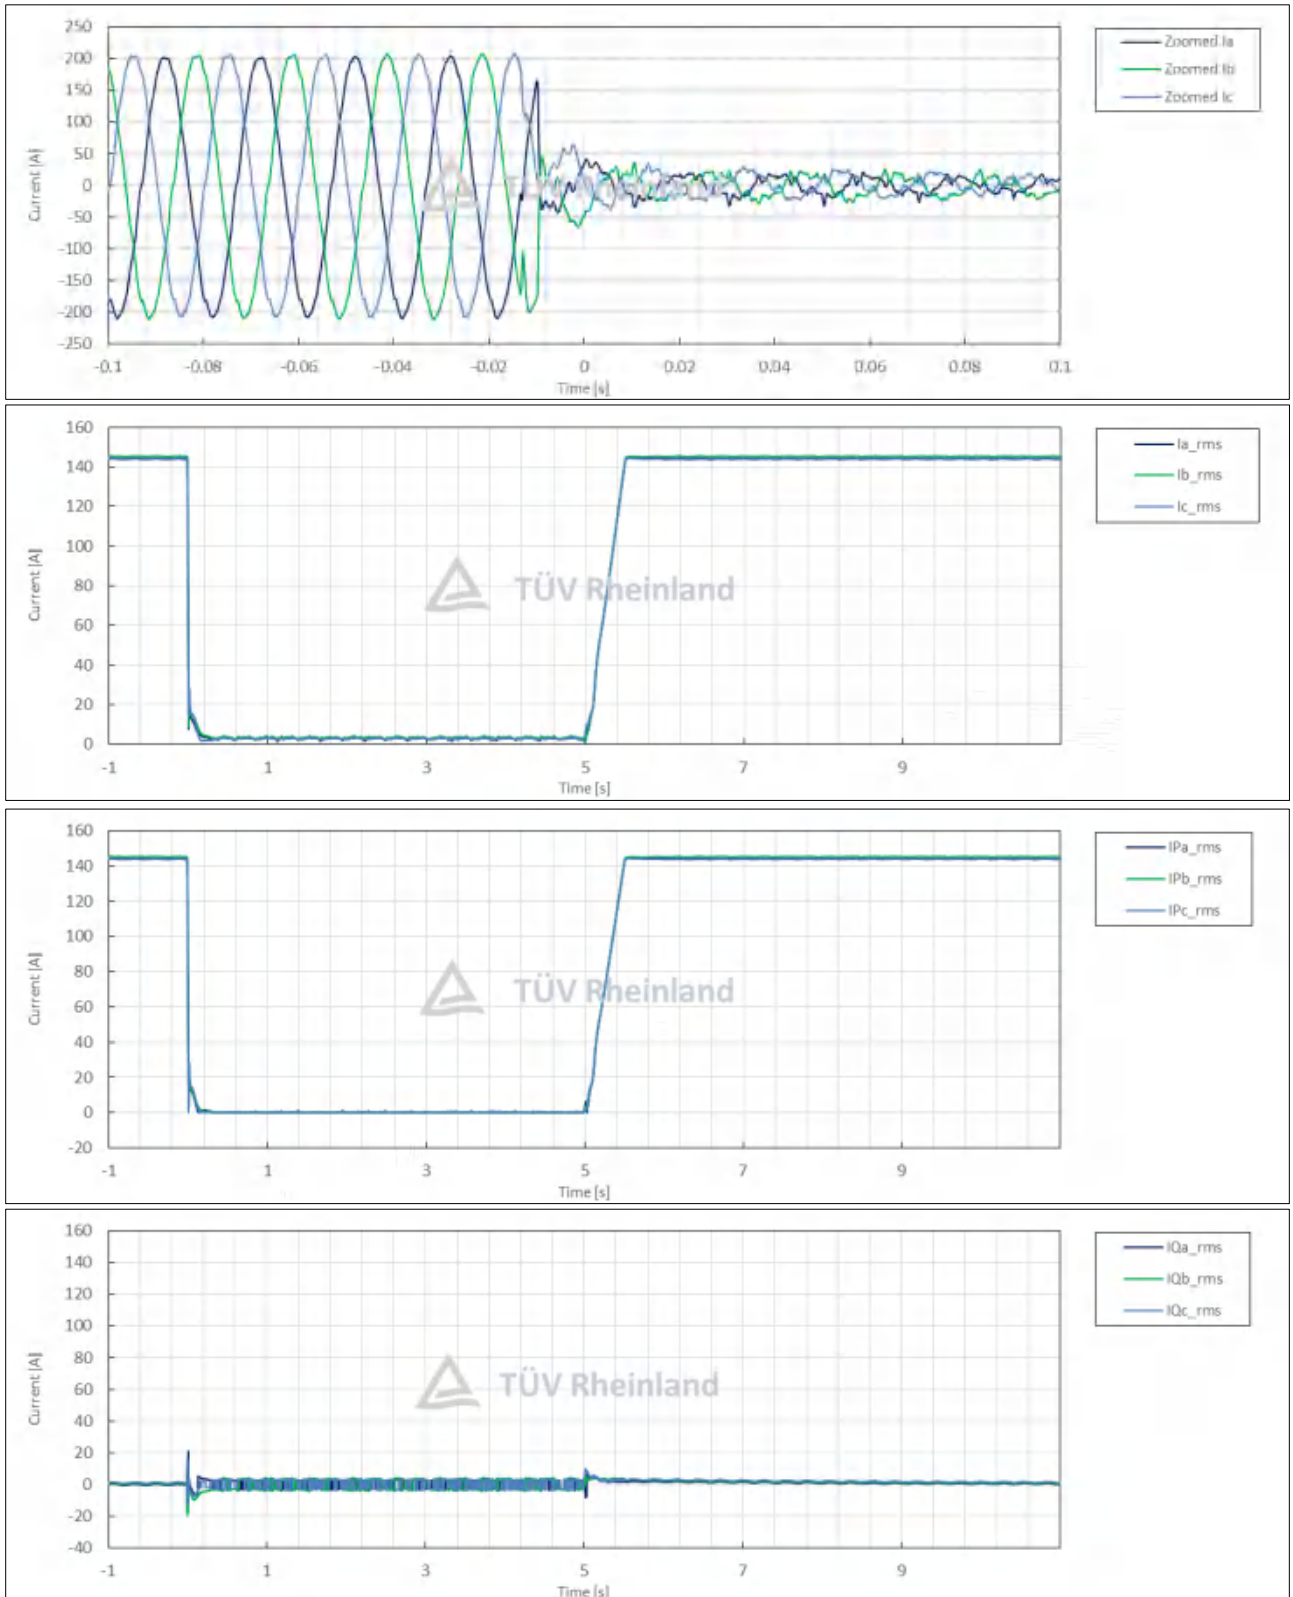 250
200
150
100
50
0
-50
-100
-150
-200
-250
Current [A]
-0.1 -0.08 -0.06 -0.04 -0.02 0 0.02 0.04 0.06 0.08 0.1
Time [s]
Zoomed Ia
Zoomed Ib
Zoomed Ic
160
140
120
100
80
60
40
20
0
Current [A]
-1 1 3 5 7 9
Time [s]
Ia_rms
Ib_rms
Ic_rms
TÜV Rheinland
160
140
120
100
80
60
40
20
0
-20
Current [A]
-1 1 3 5 7 9
Time [s]
IPa_rms
IPb_rms
IPc_rms
TÜV Rheinland
160
140
120
100
80
60
40
20
0
-20
-40
Current [A]
-1 1 3 5 7 9
Time [s]
IQa_rms
IQb_rms
IQc_rms
TÜV Rheinland